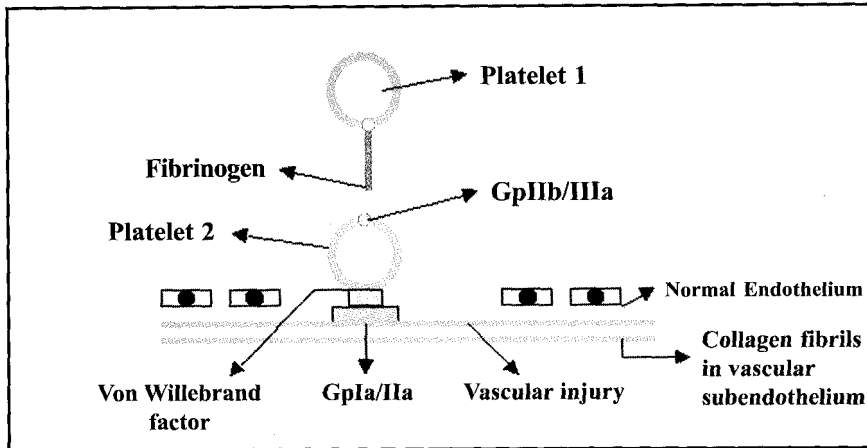 Platelet 1
Fibrinogen
GpIIb/IIIa
Platelet 2
Normal Endothelium
Collagen fibrils
in vascular
subendothelium
Von Willebrand
factor
GpIa/IIa
Vascular injury